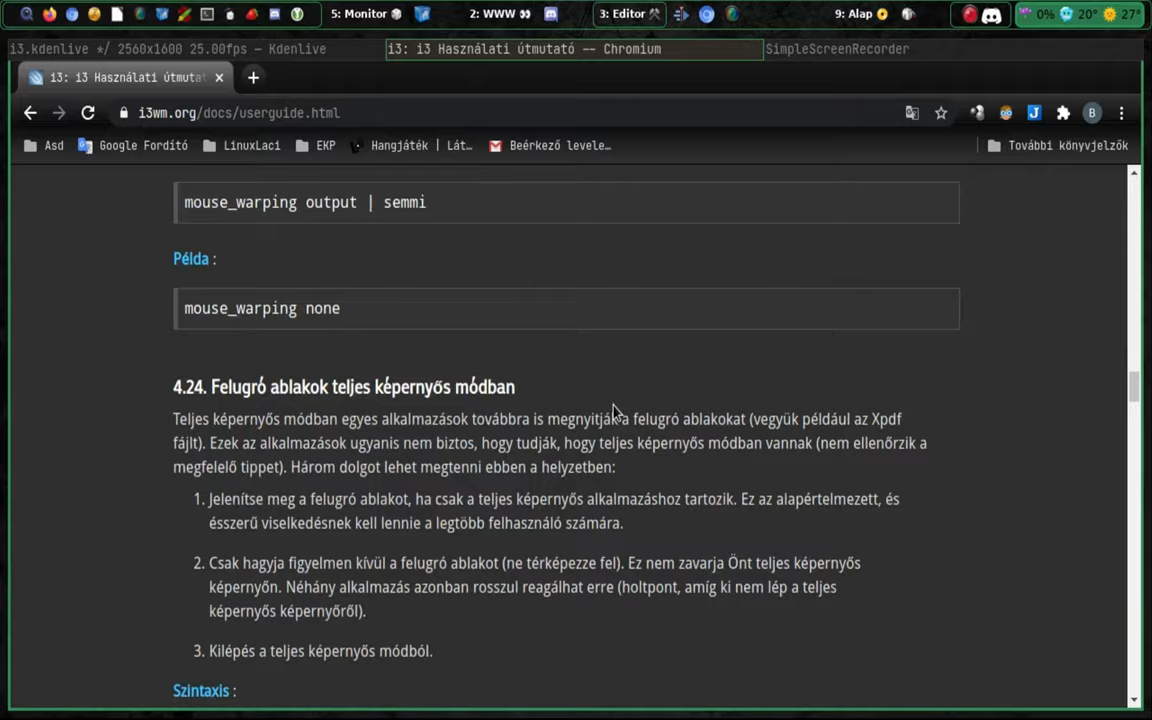 5: Monitor
2: WWW
3: Editor
9: Alap
0% 20° 27°
i3.kdenlive */ 2560x1600 25.00fps – Kdenlive
i3: i3 Használati útmutató -- Chromium
SimpleScreenRecorder
i3: i3 Használati útmutat
i3wm.org/docs/userguide.html
B
Asd
Google Fordító
LinuxLaci
EKP
Hangjáték | Lát…
Beérkező levele…
További könyvjelzők
mouse_warping output | semmi
Példa :
mouse_warping none
4.24. Felugró ablakok teljes képernyős módban
Teljes képernyős módban egyes alkalmazások továbbra is megnyitják a felugró ablakokat (vegyük például az Xpdf
fájlt). Ezek az alkalmazások ugyanis nem biztos, hogy tudják, hogy teljes képernyős módban vannak (nem ellenőrzik a
megfelelő tippet). Három dolgot lehet megtenni ebben a helyzetben:
1. Jelenítse meg a felugró ablakot, ha csak a teljes képernyős alkalmazáshoz tartozik. Ez az alapértelmezett, és
ésszerű viselkedésnek kell lennie a legtöbb felhasználó számára.
2. Csak hagyja figyelmen kívül a felugró ablakot (ne térképezze fel). Ez nem zavarja Önt teljes képernyős
képernyőn. Néhány alkalmazás azonban rosszul reagálhat erre (holtpont, amíg ki nem lép a teljes
képernyős képernyőről).
3. Kilépés a teljes képernyős módból.
Szintaxis :